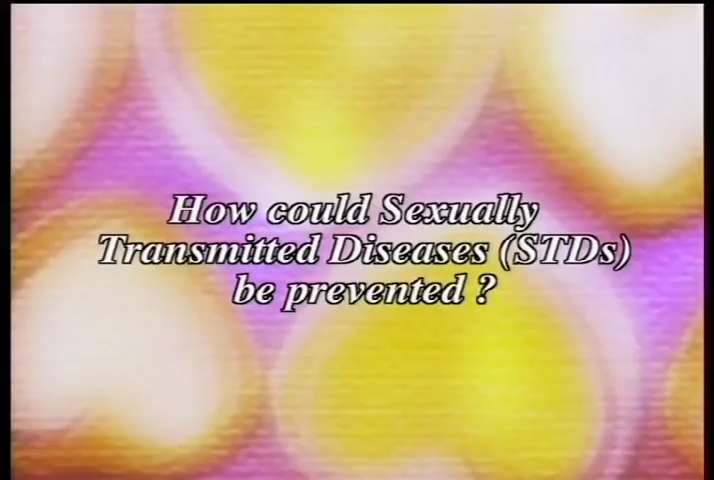 How could Sexually
Transmitted Diseases (STDs)
be prevented ?